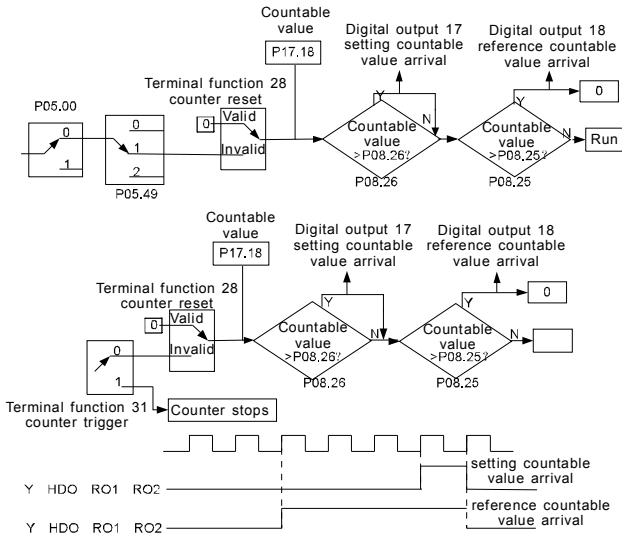 Countable
value
P17.18
Digital output 17
setting countable
value arrival
Digital output 18
reference countable
value arrival
Terminal function 28
counter reset
P05.00
0
1
0
1
2
P05.49
0
Valid
Invalid
Y
N
Countable
value
>P08.26?
P08.26
Y
0
Countable
value
>P08.25?
P08.25
N
Run
Countable
value
P17.18
Digital output 17
setting countable
value arrival
Digital output 18
reference countable
value arrival
Terminal function 28
counter reset
0
Valid
Invalid
Y
N
Countable
value
>P08.26?
P08.26
Y
0
Countable
value
>P08.25?
P08.25
N
0
1
Terminal function 31
counter trigger
Counter stops
Y HDO RO1 RO2
setting countable
value arrival
Y HDO RO1 RO2
reference countable
value arrival